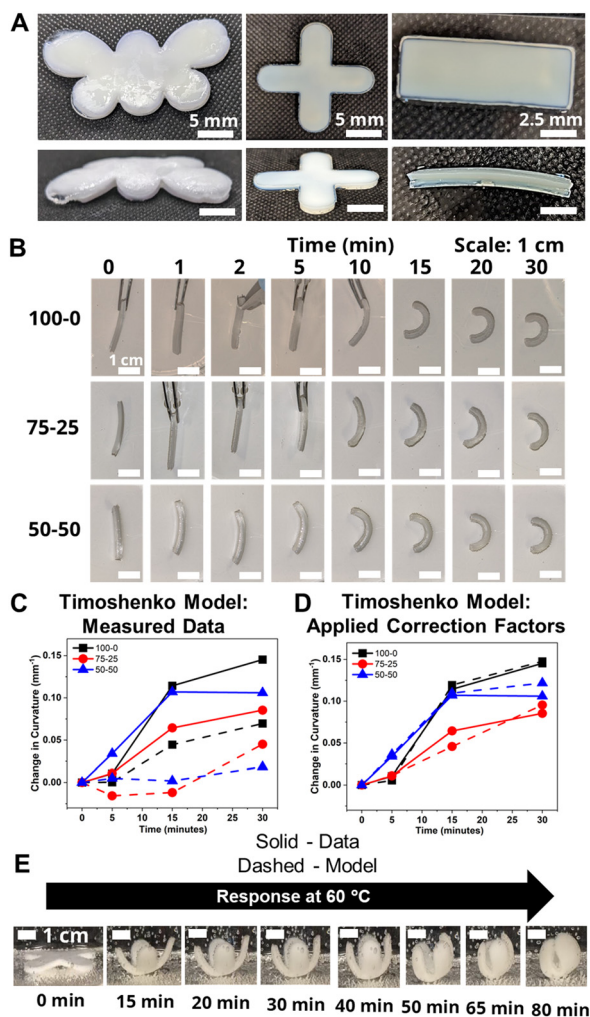 A
5 mm
5 mm
2.5 mm
B
Time (min)
Scale: 1 cm
0
1
2
5
10
15
20
30
100-0
1 cm
75-25
50-50
C
Timoshenko Model:
Measured Data
Change in Curvature (mm⁻¹)
0.15
0.10
0.05
0.00
100-0
75-25
50-50
0 5 10 15 20 25 30
Time (minutes)
D
Timoshenko Model:
Applied Correction Factors
Change in Curvature (mm⁻¹)
0.15
0.10
0.05
0.00
100-0
75-25
50-50
0 5 10 15 20 25 30
Time (minutes)
Solid - Data
Dashed - Model
E
Response at 60 °C
1 cm
0 min
15 min
20 min
30 min
40 min
50 min
65 min
80 min